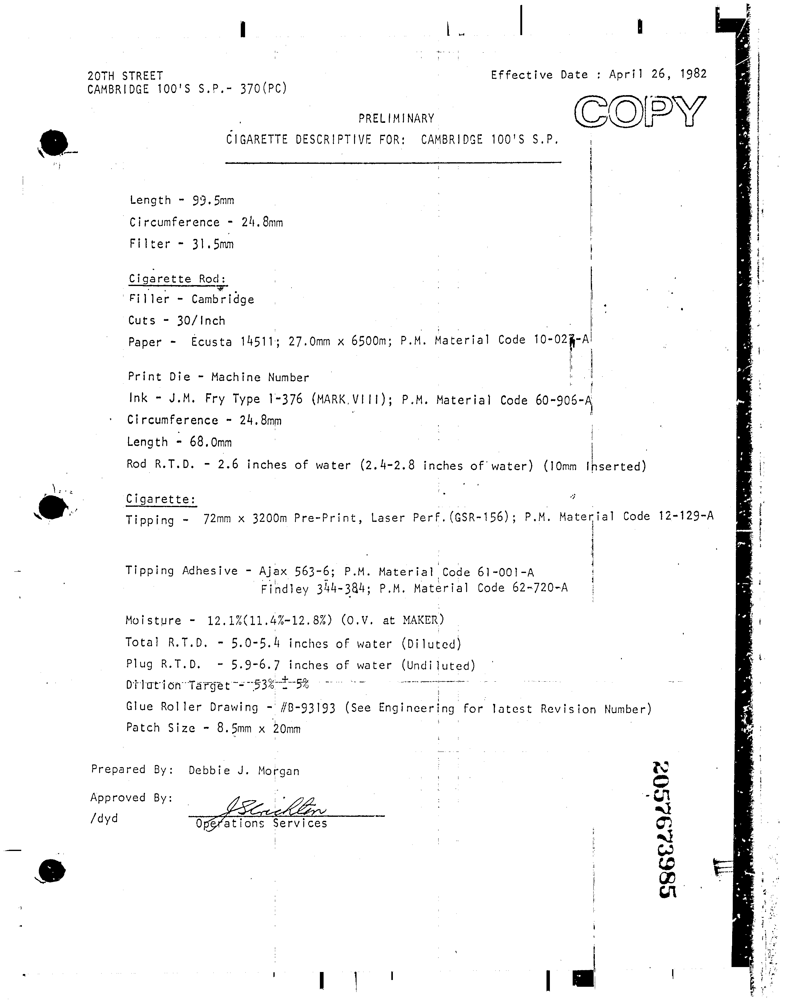 20TH STREET
Effective Date : April 26, 1982
CAMBRIDGE 100'S S.P.- 370(PC)
COPY
PRELIMINARY
CIGARETTE DESCRIPTIVE FOR: CAMBRIDGE 100'S S.P.
Length - 99.5mm
Circumference - 24.8mm
Filter - 31.5mm
Cigarette Rod:
Filler - Cambridge
Cuts - 30/Inch
Paper - Ecusta 14511; 27.0mm x 6500m; P.M. Material Code 10-02 -A
Print Die - Machine Number
Ink - J.M. Fry Type 1-376 (MARK.VIII); P.M. Material Code 60-906-A
Circumference - 24.8mm
Length - 68.0mm
Rod R.T.D. - 2.6 inches of water (2.4-2.8 inches of water) (10mm Inserted)
Cigarette:
Tipping - 72mm x 3200m Pre-Print, Laser Perf.(GSR-156); P.M. Material Code 12-129-A
Tipping Adhesive - Ajax 563-6; P.M. Material Code 61-001-A
Findley 344-384; P.M. Material Code 62-720-A
Moisture - 12.1%(11.4%-12.8%) (O.V. at MAKER)
Total R.T.D. - 5.0-5.4 inches of water (Diluted)
Plug R.T.D. - 5.9-6.7 inches of water (Undiluted)
Dilution Target - 53% ± 5%
Glue Roller Drawing - #B-93193 (See Engineering for latest Revision Number)
Patch Size - 8.5mm x 20mm
Prepared By: Debbie J. Morgan
Approved By:
/dyd
Operations Services
2057673985